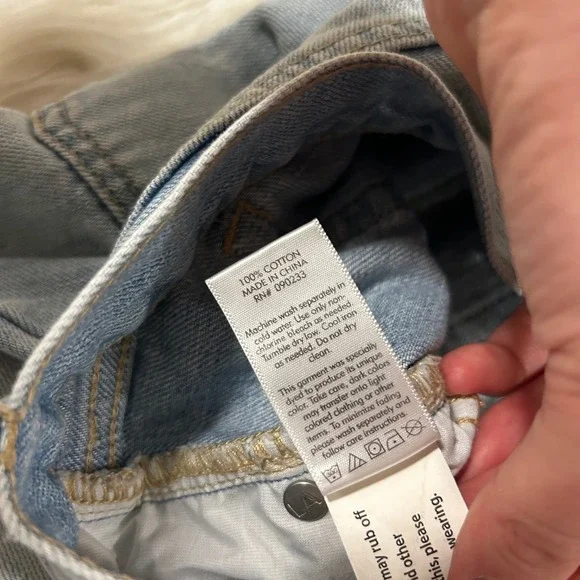 100% COTTON
MADE IN CHINA
RN# 090233
Machine wash separately in
cold water. Use only non-
chlorine bleach as needed.
Tumble dry low. Cool iron
as needed. Do not dry
clean.
This garment was specially
dyed to produce its unique
color. Take care, dark colors
may transfer onto light
colored clothing or other
items. To minimize fading
please wash separately and
follow care instructions.
may rub off
nd other
this, please
wearing.